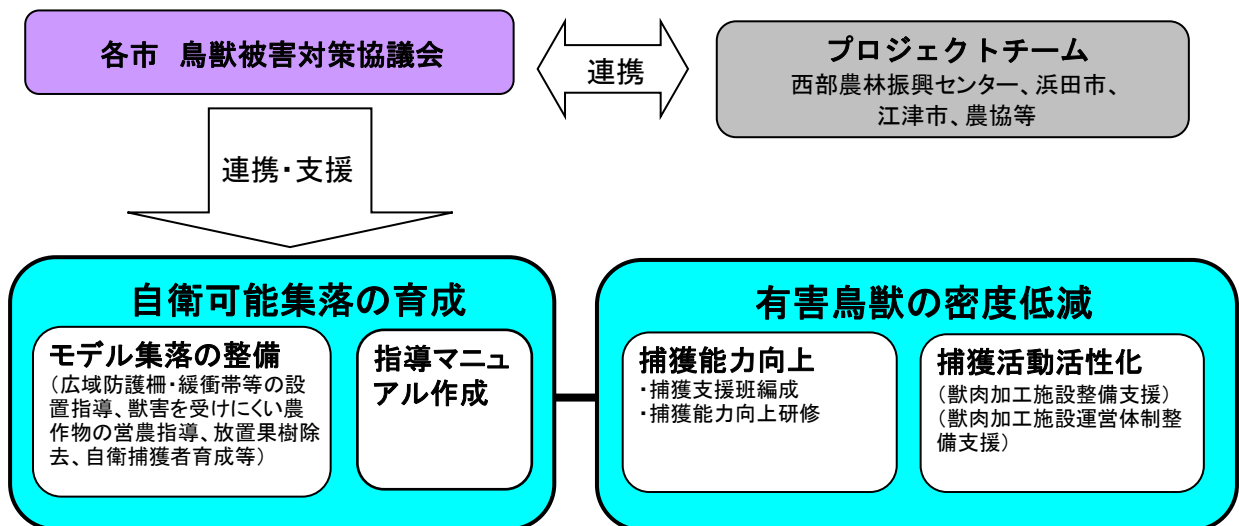 各市　鳥獣被害対策協議会
連携
プロジェクトチーム
西部農林振興センター、浜田市、
江津市、農協等
連携・支援
自衛可能集落の育成
モデル集落の整備
（広域防護柵・緩衝帯等の設
置指導、獣害を受けにくい農
作物の営農指導、放置果樹除
去、自衛捕獲者育成等）
指導マニュ
アル作成
有害鳥獣の密度低減
捕獲能力向上
・捕獲支援班編成
・捕獲能力向上研修
捕獲活動活性化
（獣肉加工施設整備支援）
（獣肉加工施設運営体制整
備支援）